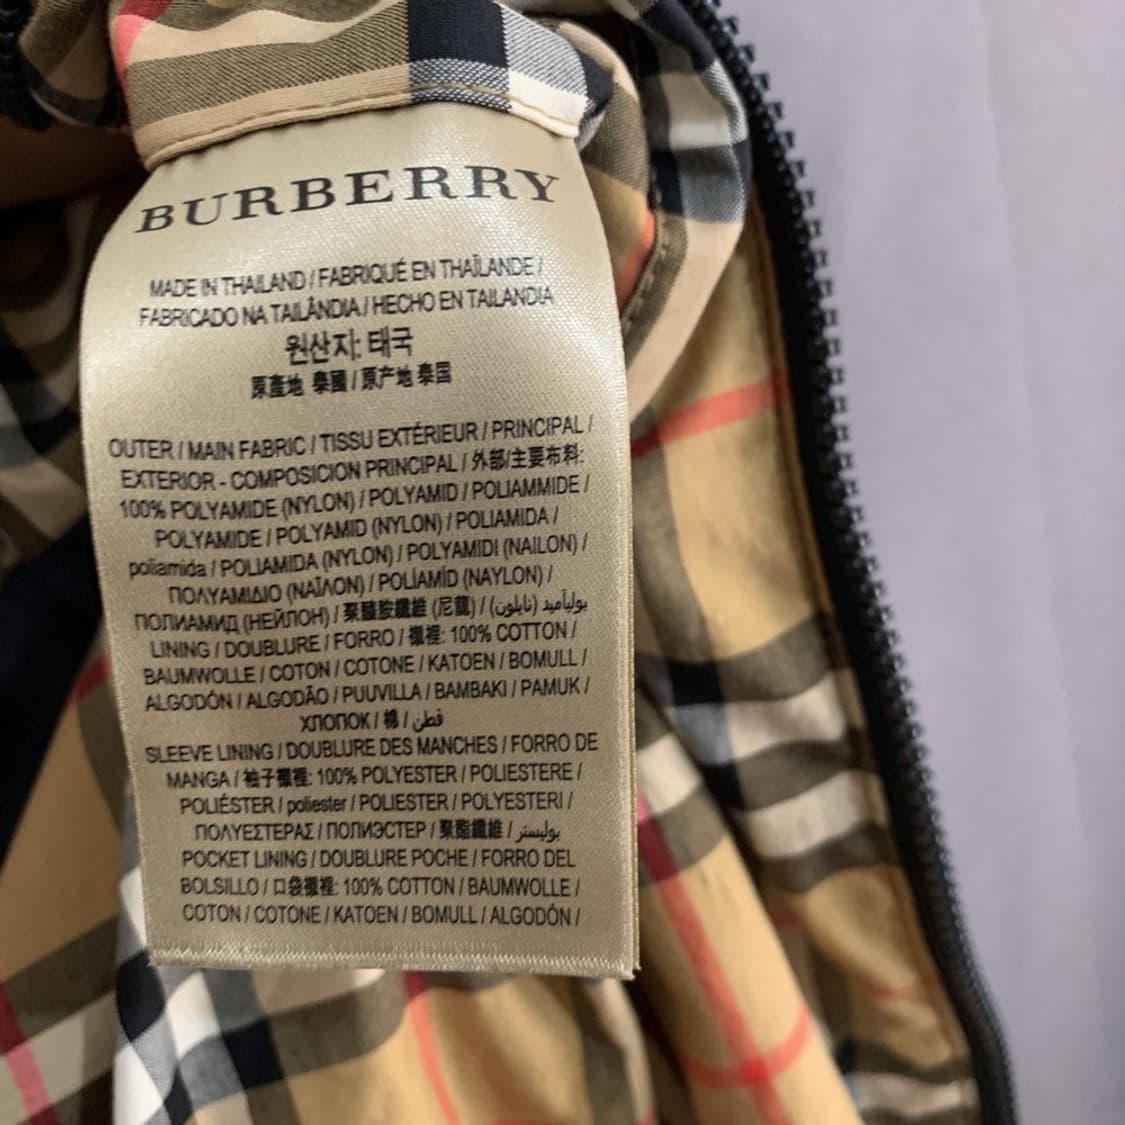 BURBERRY
MADE IN THAILAND / FABRIQUÉ EN THAÏLANDE /
FABRICADO NA TAILÂNDIA / HECHO EN TAILANDIA
원산지: 태국
原產地 泰國 / 原产地 泰国
OUTER / MAIN FABRIC / TISSU EXTÉRIEUR / PRINCIPAL /
EXTERIOR - COMPOSICION PRINCIPAL / 外部/主要布料:
100% POLYAMIDE (NYLON) / POLYAMID / POLIAMMIDE /
POLYAMIDE / POLYAMID (NYLON) / POLIAMIDA /
poliamida / POLIAMIDA (NYLON) / POLYAMIDI (NAILON) /
ΠΟΛΥΑΜΙΔΙΟ (ΝΑΪΛΟΝ) / POLÍAMÍD (NAYLON) /
ПОЛИАМИД (НЕЙЛОН) / 聚醯胺纖維 (尼龍) / بولياميد (نايلون)
LINING / DOUBLURE / FORRO / 襯裡: 100% COTTON /
BAUMWOLLE / COTON / COTONE / KATOEN / BOMULL /
ALGODÓN / ALGODÃO / PUUVILLA / BAMBAKI / PAMUK /
ХЛОПОК / 棉 / قطن
SLEEVE LINING / DOUBLURE DES MANCHES / FORRO DE
MANGA / 袖子襯裡: 100% POLYESTER / POLIESTERE /
POLIÉSTER / poliester / POLIESTER / POLYESTERI /
ΠΟΛΥΕΣΤΕΡΑΣ / ПОЛИЭСТЕР / 聚酯纖維 / بوليستر
POCKET LINING / DOUBLURE POCHE / FORRO DEL
BOLSILLO / 口袋襯裡: 100% COTTON / BAUMWOLLE /
COTON / COTONE / KATOEN / BOMULL / ALGODÓN /